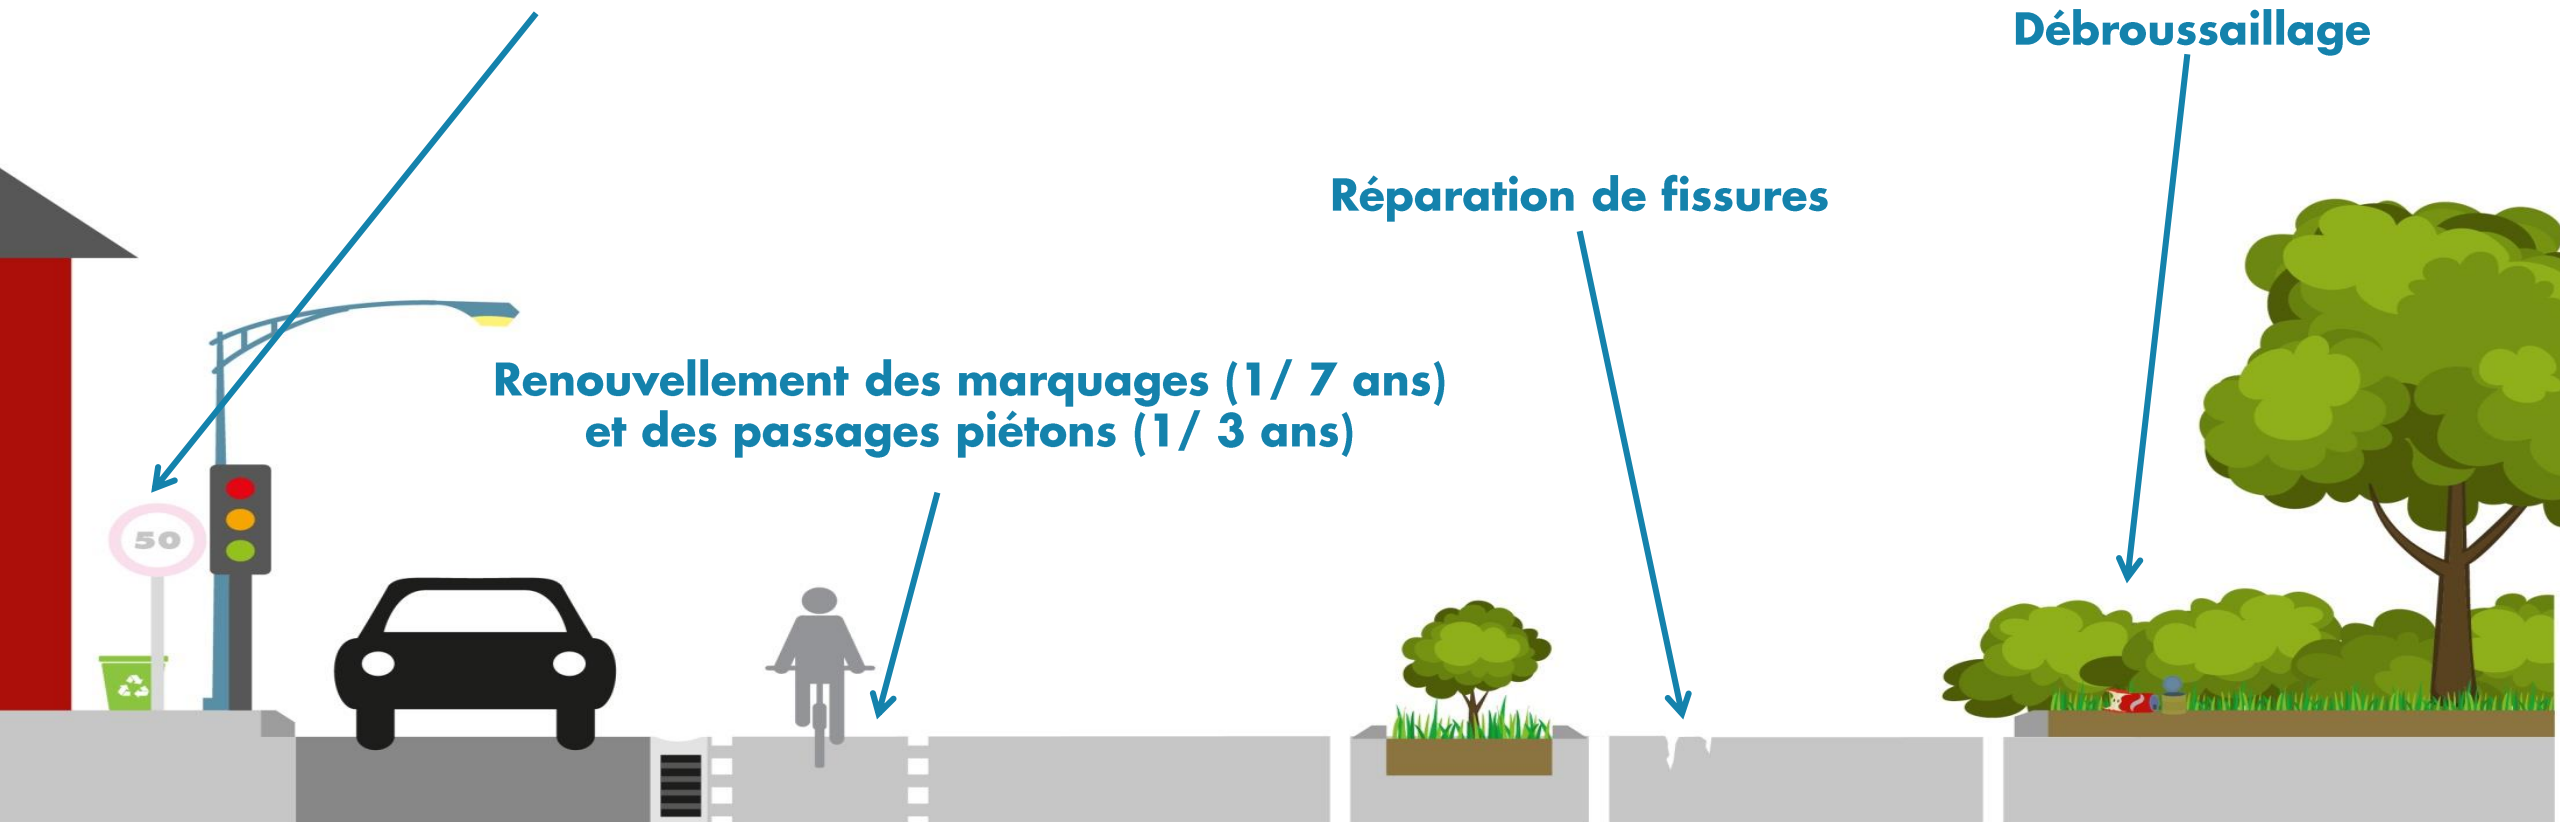 Débroussaillage
Réparation de fissures
Renouvellement des marquages (1/ 7 ans)
et des passages piétons (1/ 3 ans)
50